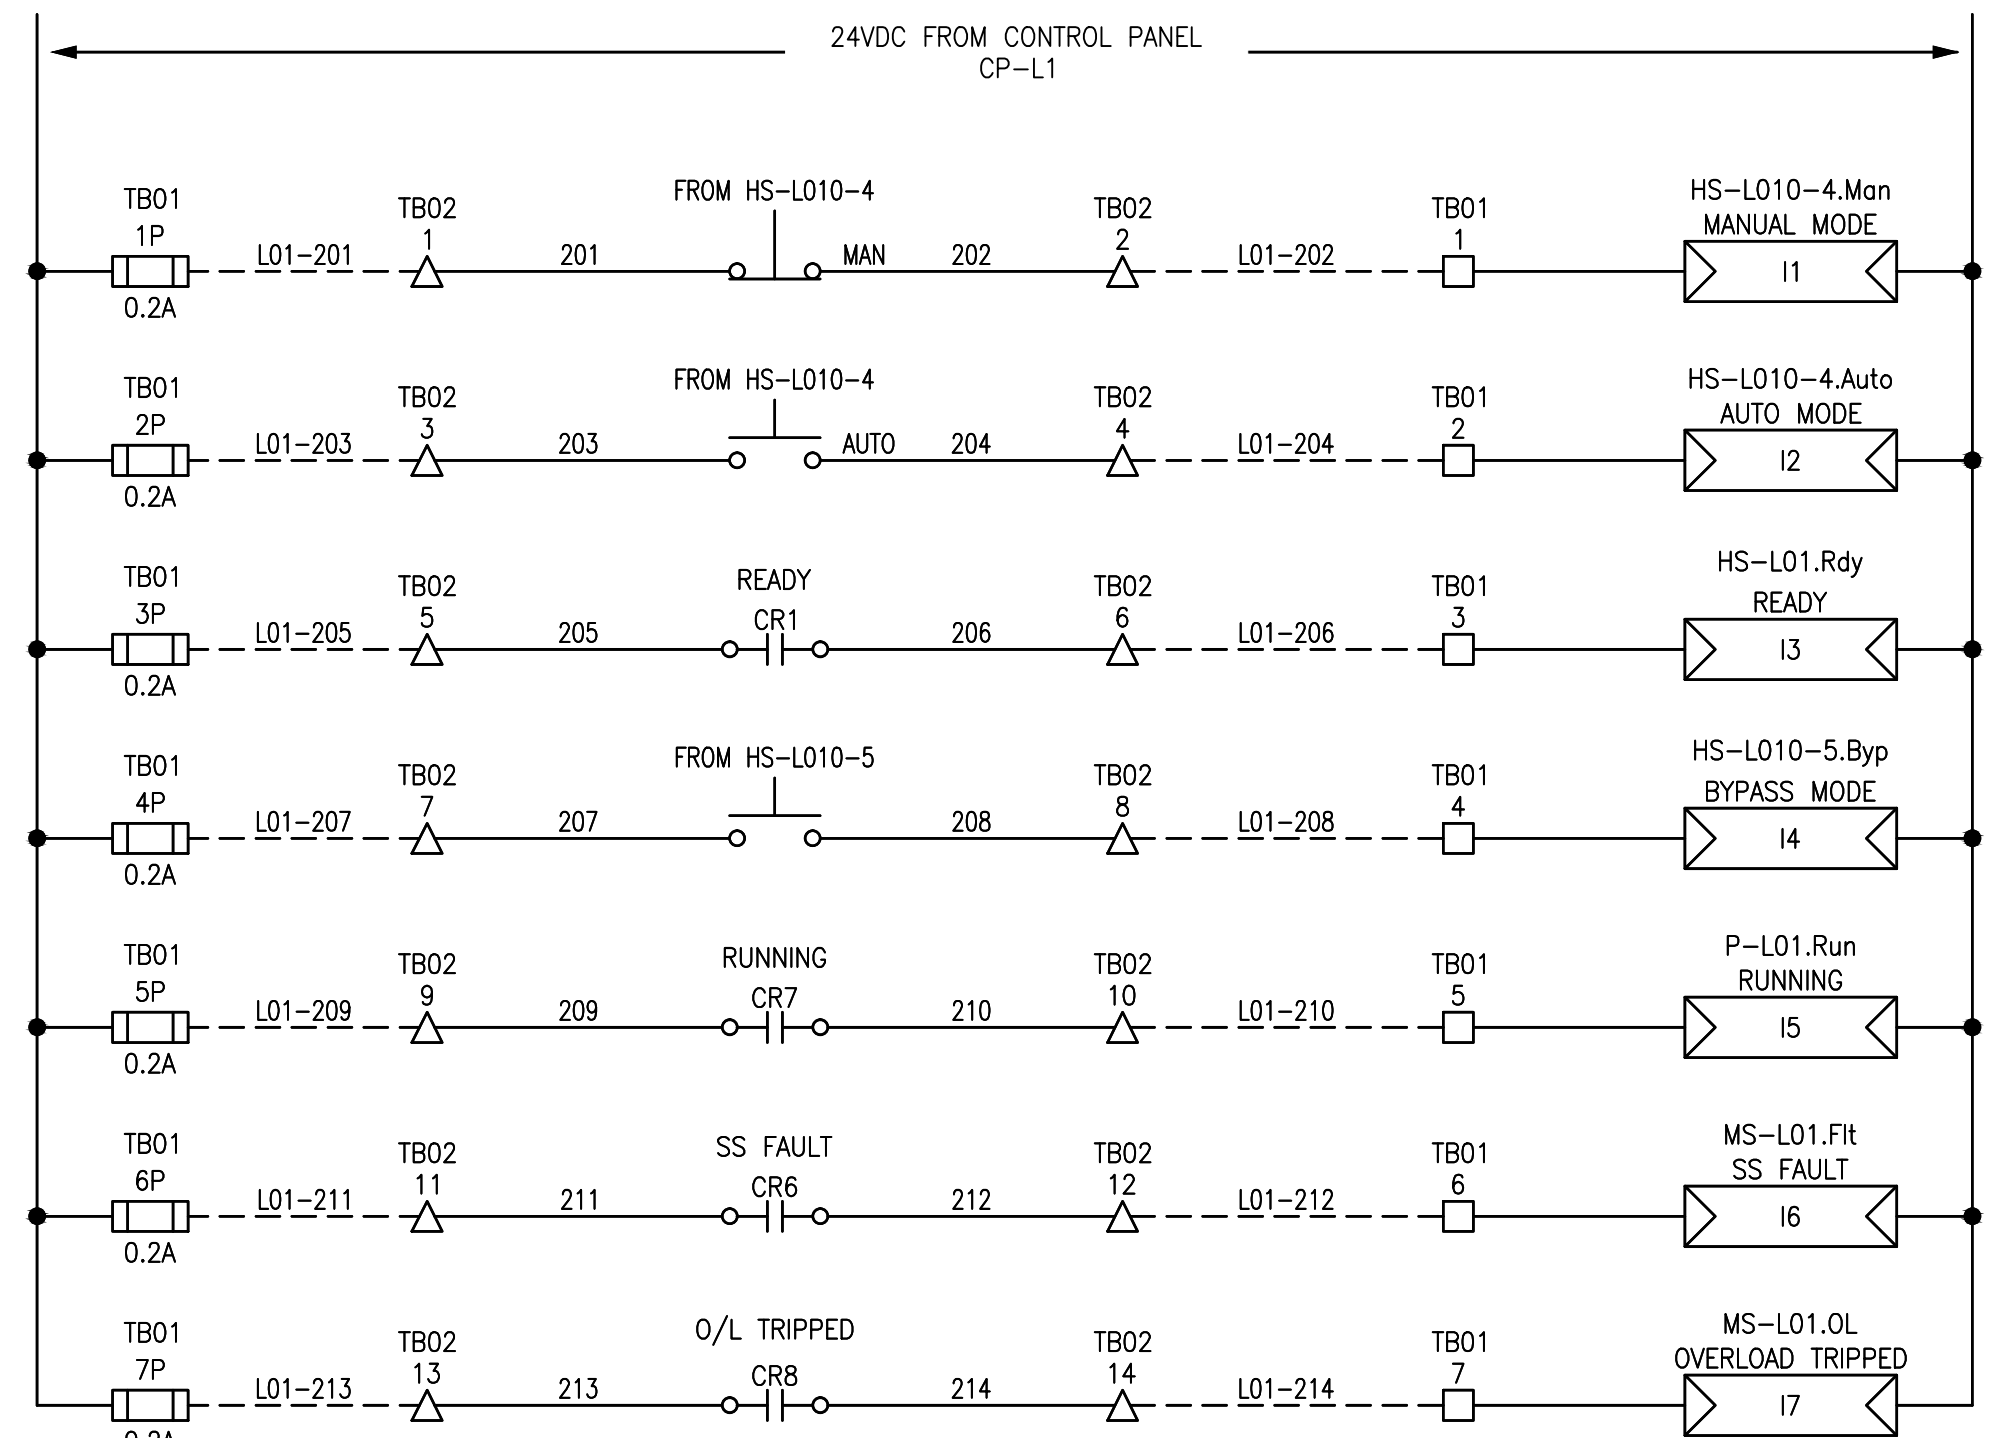 24VDC FROM CONTROL PANEL
CP-L1
TB01
1P
0.2A
L01-201
TB02
1
201
FROM HS-L010-4
MAN
202
TB02
2
L01-202
TB01
1
HS-L010-4.Man
MANUAL MODE
I1
TB01
2P
0.2A
L01-203
TB02
3
203
FROM HS-L010-4
AUTO
204
TB02
4
L01-204
TB01
2
HS-L010-4.Auto
AUTO MODE
I2
TB01
3P
0.2A
L01-205
TB02
5
205
READY
CR1
206
TB02
6
L01-206
TB01
3
HS-L01.Rdy
READY
I3
TB01
4P
0.2A
L01-207
TB02
7
207
FROM HS-L010-5
208
TB02
8
L01-208
TB01
4
HS-L010-5.Byp
BYPASS MODE
I4
TB01
5P
0.2A
L01-209
TB02
9
209
RUNNING
CR7
210
TB02
10
L01-210
TB01
5
P-L01.Run
RUNNING
I5
TB01
6P
0.2A
L01-211
TB02
11
211
SS FAULT
CR6
212
TB02
12
L01-212
TB01
6
MS-L01.Flt
SS FAULT
I6
TB01
7P
0.2A
L01-213
TB02
13
213
O/L TRIPPED
CR8
214
TB02
14
L01-214
TB01
7
MS-L01.OL
OVERLOAD TRIPPED
I7